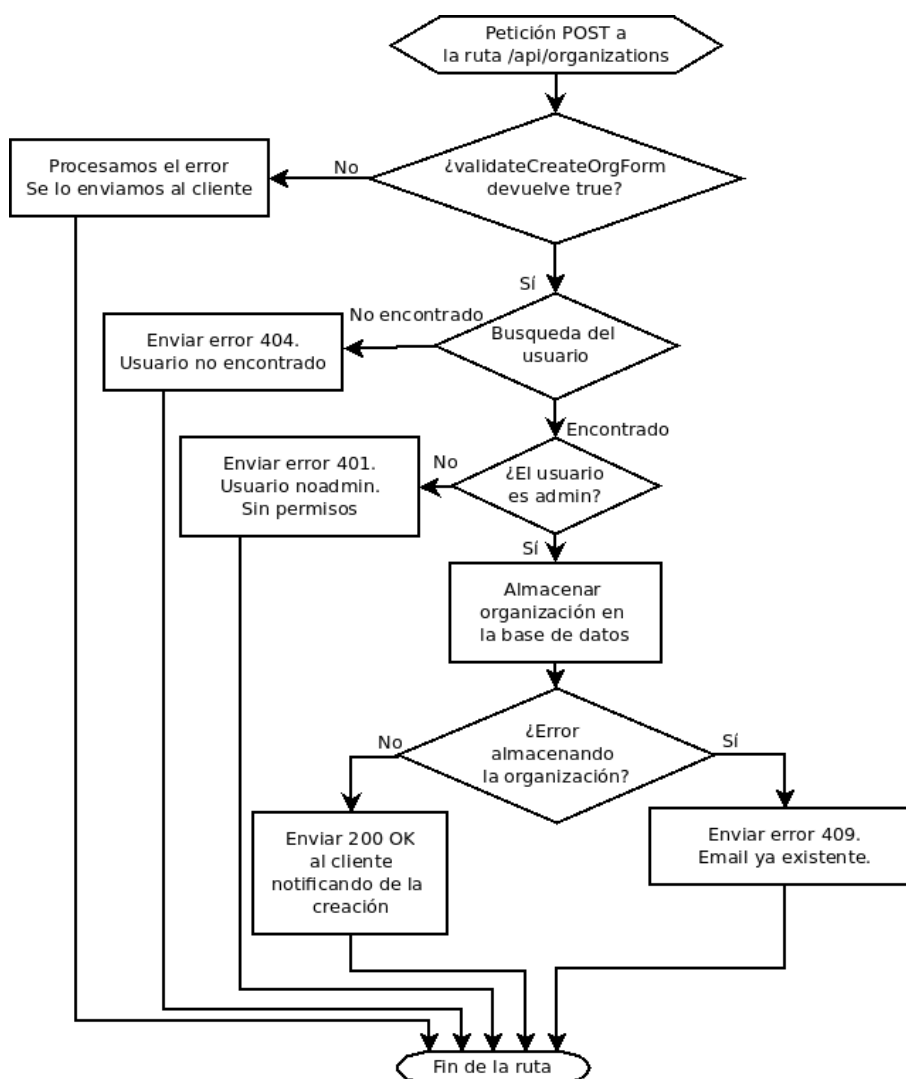 Petición POST a
la ruta /api/organizations
¿validateCreateOrgForm
devuelve true?
No
Procesamos el error
Se lo enviamos al cliente
Sí
Busqueda del
usuario
No encontrado
Enviar error 404.
Usuario no encontrado
Encontrado
¿El usuario
es admin?
No
Enviar error 401.
Usuario noadmin.
Sin permisos
Sí
Almacenar
organización en
la base de datos
¿Error
almacenando
la organización?
No
Sí
Enviar 200 OK
al cliente
notificando de la
creación
Enviar error 409.
Email ya existente.
Fin de la ruta